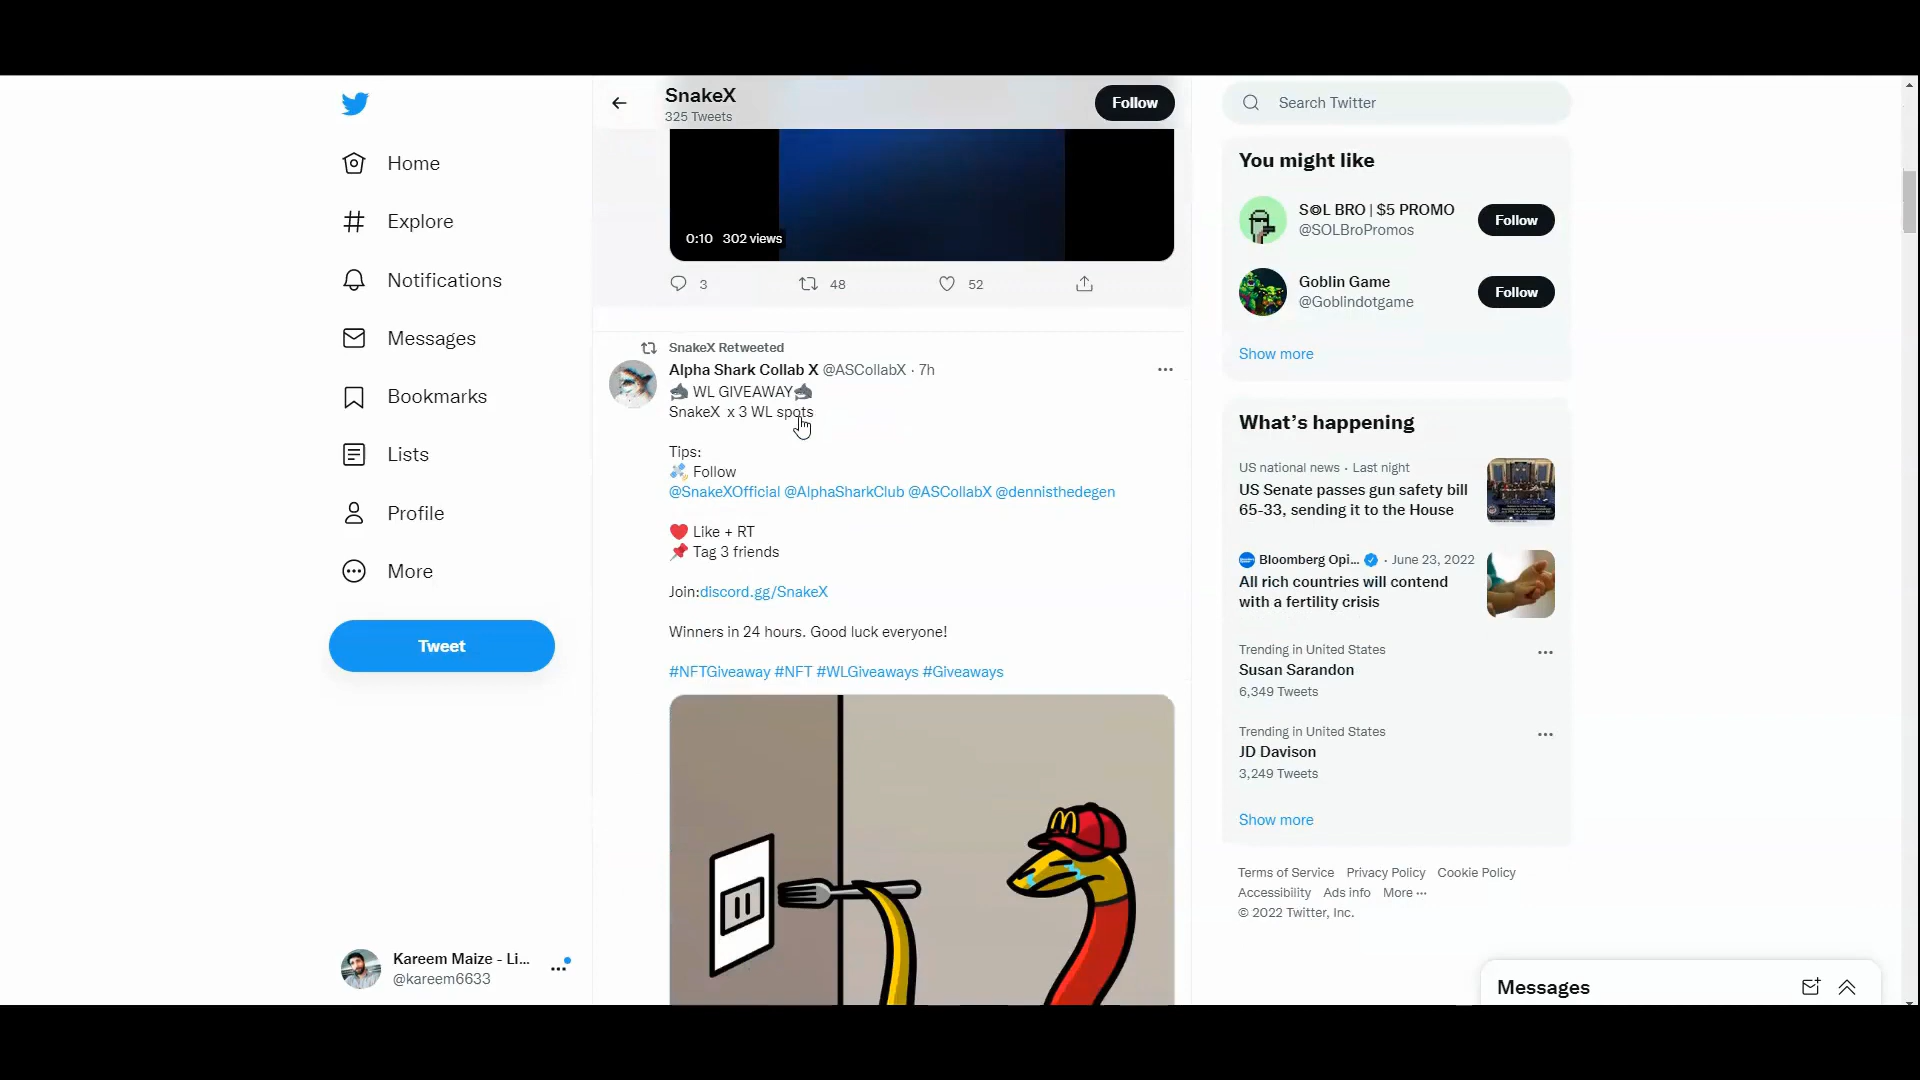 Home
Explore
Notifications
Messages
Bookmarks
Lists
Profile
More
Tweet
Kareem Maize - Li...
@kareem6633
SnakeX
325 Tweets
Follow
0:10 302 views
3 48 52
SnakeX Retweeted
Alpha Shark Collab X @ASCollabX · 7h
WL GIVEAWAY
SnakeX x 3 WL spots
Tips:
Follow
@SnakeXOfficial @AlphaSharkClub @ASCollabX @dennisthedegen
Like + RT
Tag 3 friends
Join:discord.gg/SnakeX
Winners in 24 hours. Good luck everyone!
#NFTGiveaway #NFT #WLGiveaways #Giveaways
Search Twitter
You might like
S◎L BRO | $5 PROMO
@SOLBroPromos
Follow
Goblin Game
@Goblindotgame
Follow
Show more
What's happening
US national news · Last night
US Senate passes gun safety bill
65-33, sending it to the House
Bloomberg Opi... · June 23, 2022
All rich countries will contend
with a fertility crisis
Trending in United States
Susan Sarandon
6,349 Tweets
Trending in United States
JD Davison
3,249 Tweets
Show more
Terms of Service Privacy Policy Cookie Policy
Accessibility Ads info More ···
© 2022 Twitter, Inc.
Messages